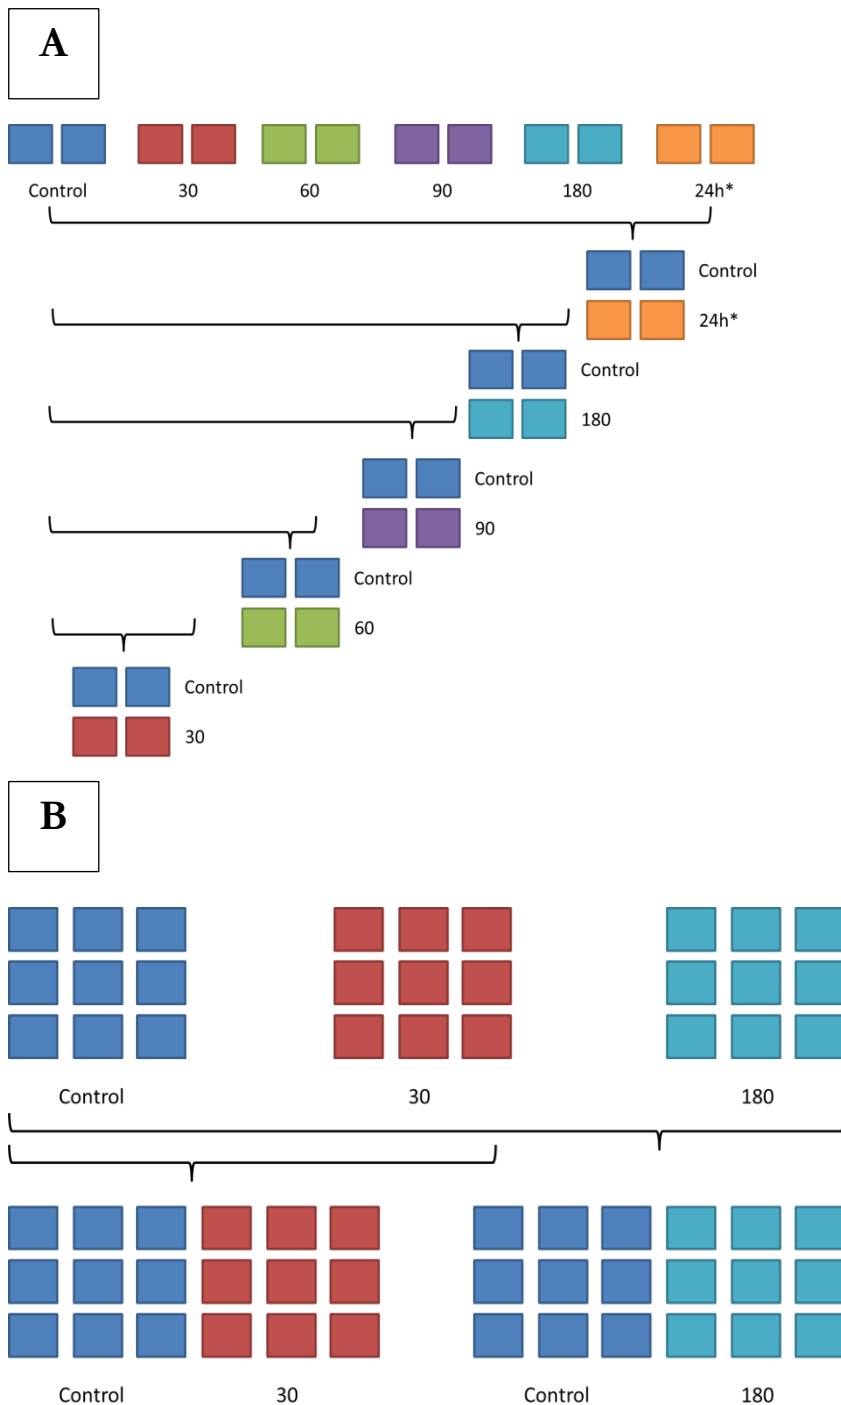 A
Control 30 60 90 180 24h*
Control
24h*
Control
180
Control
90
Control
60
Control
30
B
Control 30 180
Control 30 Control 180